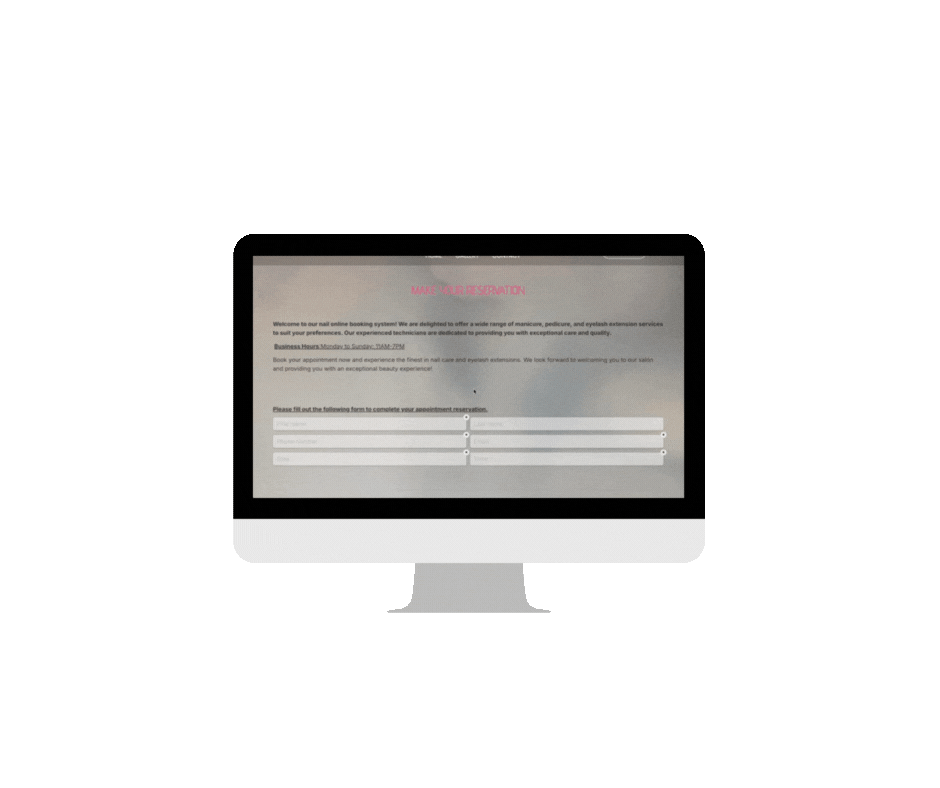 HOME GALLERY CONTACT
MAKE YOUR RESERVATION
Welcome to our nail online booking system! We are delighted to offer a wide range of manicure, pedicure, and eyelash extension services
to suit your preferences. Our experienced technicians are dedicated to providing you with exceptional care and quality.
Business Hours:Monday to Sunday: 11AM-7PM
Book your appointment now and experience the finest in nail care and eyelash extensions. We look forward to welcoming you to our salon
and providing you with an exceptional beauty experience!
Please fill out the following form to complete your appointment reservation.
First name Last name
Phone number Email
Date Time